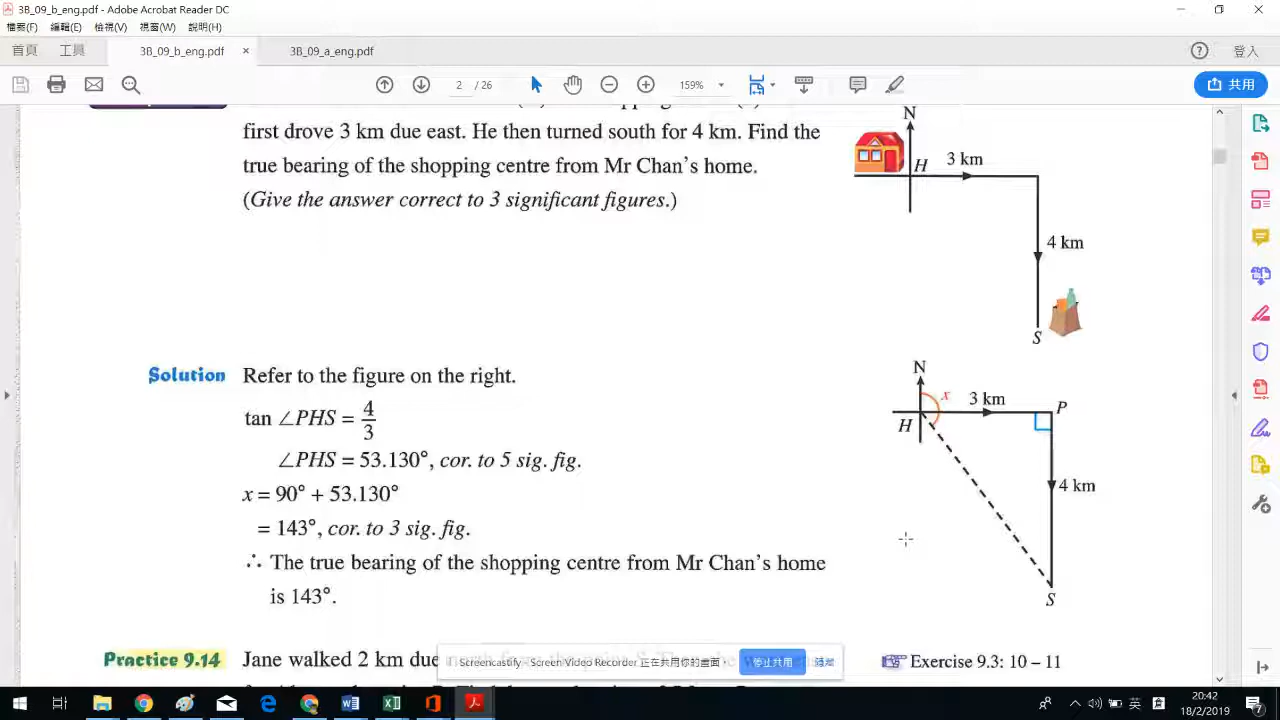 3B_09_b_eng.pdf - Adobe Acrobat Reader DC
檔案(F) 編輯(E) 檢視(V) 視窗(W) 說明(H)
首頁 工具 3B_09_b_eng.pdf × 3B_09_a_eng.pdf ? 登入
2 / 26 159% 共用
first drove 3 km due east. He then turned south for 4 km. Find the
true bearing of the shopping centre from Mr Chan's home.
(Give the answer correct to 3 significant figures.)
N
H 3 km
4 km
S
Solution Refer to the figure on the right.
tan ∠PHS = 4/3
∠PHS = 53.130°, cor. to 5 sig. fig.
x = 90° + 53.130°
= 143°, cor. to 3 sig. fig.
∴ The true bearing of the shopping centre from Mr Chan's home
is 143°.
N
x 3 km P
H
4 km
S
Practice 9.14 Jane walked 2 km due
Screencastify - Screen Video Recorder 正在共用你的畫面。 停止共用 隱藏
Exercise 9.3: 10 – 11
英
20:42
18/2/2019